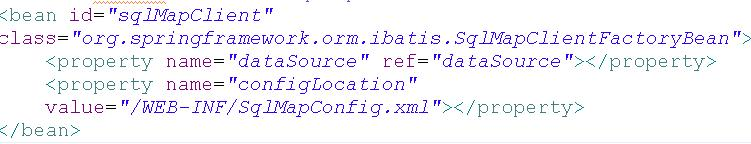 <bean id="sqlMapClient"
class="org.springframework.orm.ibatis.SqlMapClientFactoryBean">
<property name="dataSource" ref="dataSource"></property>
<property name="configLocation"
value="/WEB-INF/SqlMapConfig.xml"></property>
</bean>